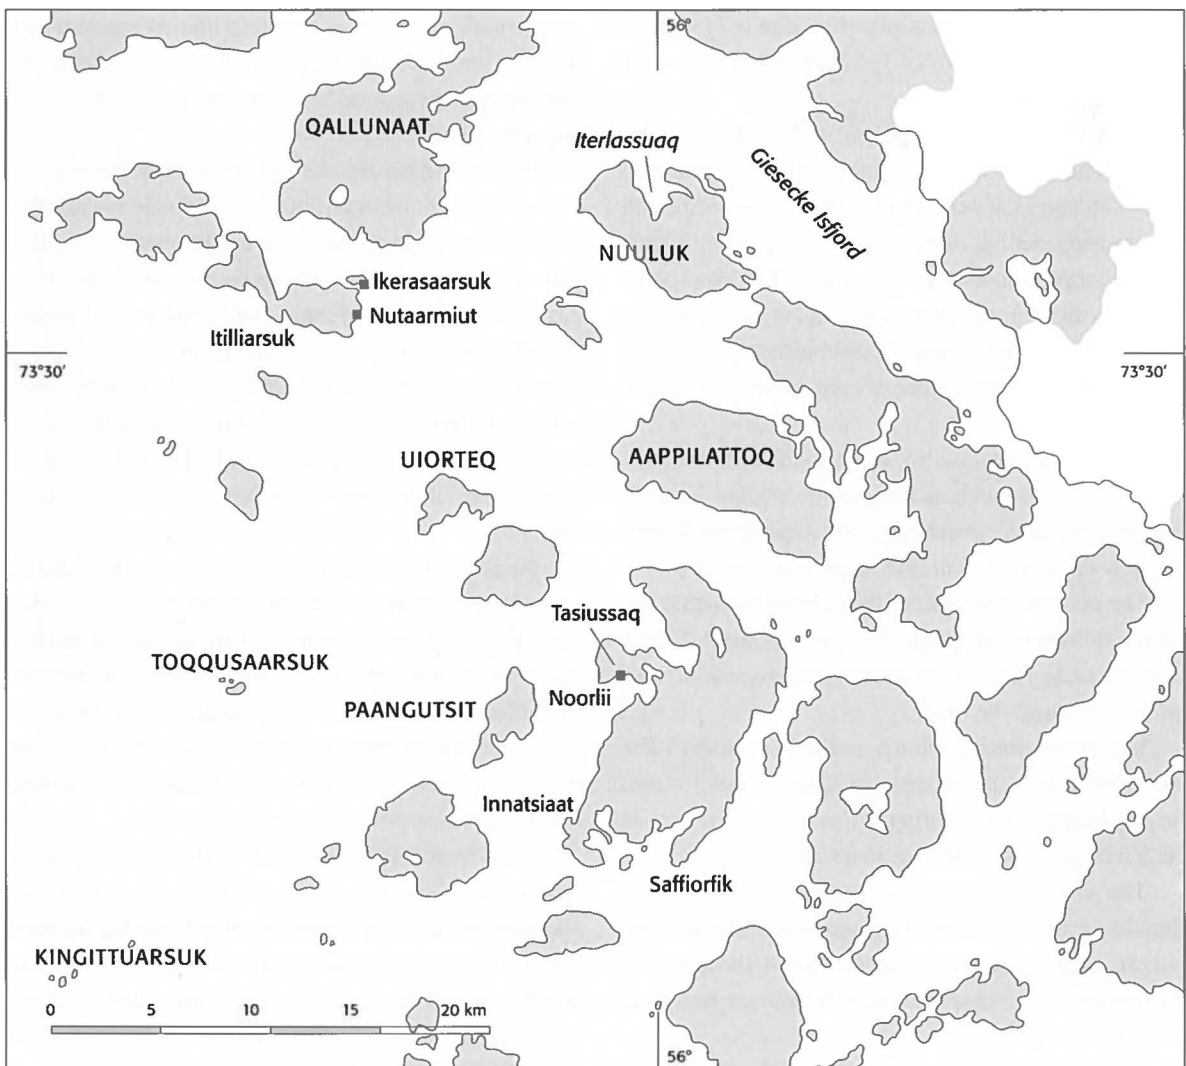 56°
QALLUNAAT
Iterlassuaq
Giesecke Isfjord
NUULUK
Ikerasaarsuk
Nutaarmiut
Itilliarsuk
73°30'
73°30'
UIORTEQ
AAPPILATTOQ
Tasiussaq
TOQQUSAARSUK
Noorlii
PAANGUTSIT
Innatsiaat
Saffiorfik
KINGITTUARSUK
0 5 10 15 20 km
56°